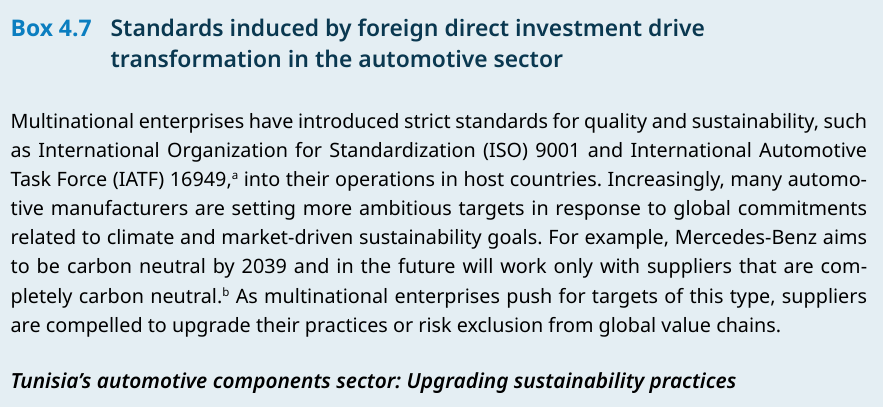 Box 4.7 Standards induced by foreign direct investment drive
transformation in the automotive sector
Multinational enterprises have introduced strict standards for quality and sustainability, such
as International Organization for Standardization (ISO) 9001 and International Automotive
Task Force (IATF) 16949,ᵃ into their operations in host countries. Increasingly, many automo-
tive manufacturers are setting more ambitious targets in response to global commitments
related to climate and market-driven sustainability goals. For example, Mercedes-Benz aims
to be carbon neutral by 2039 and in the future will work only with suppliers that are com-
pletely carbon neutral.ᵇ As multinational enterprises push for targets of this type, suppliers
are compelled to upgrade their practices or risk exclusion from global value chains.
Tunisia’s automotive components sector: Upgrading sustainability practices